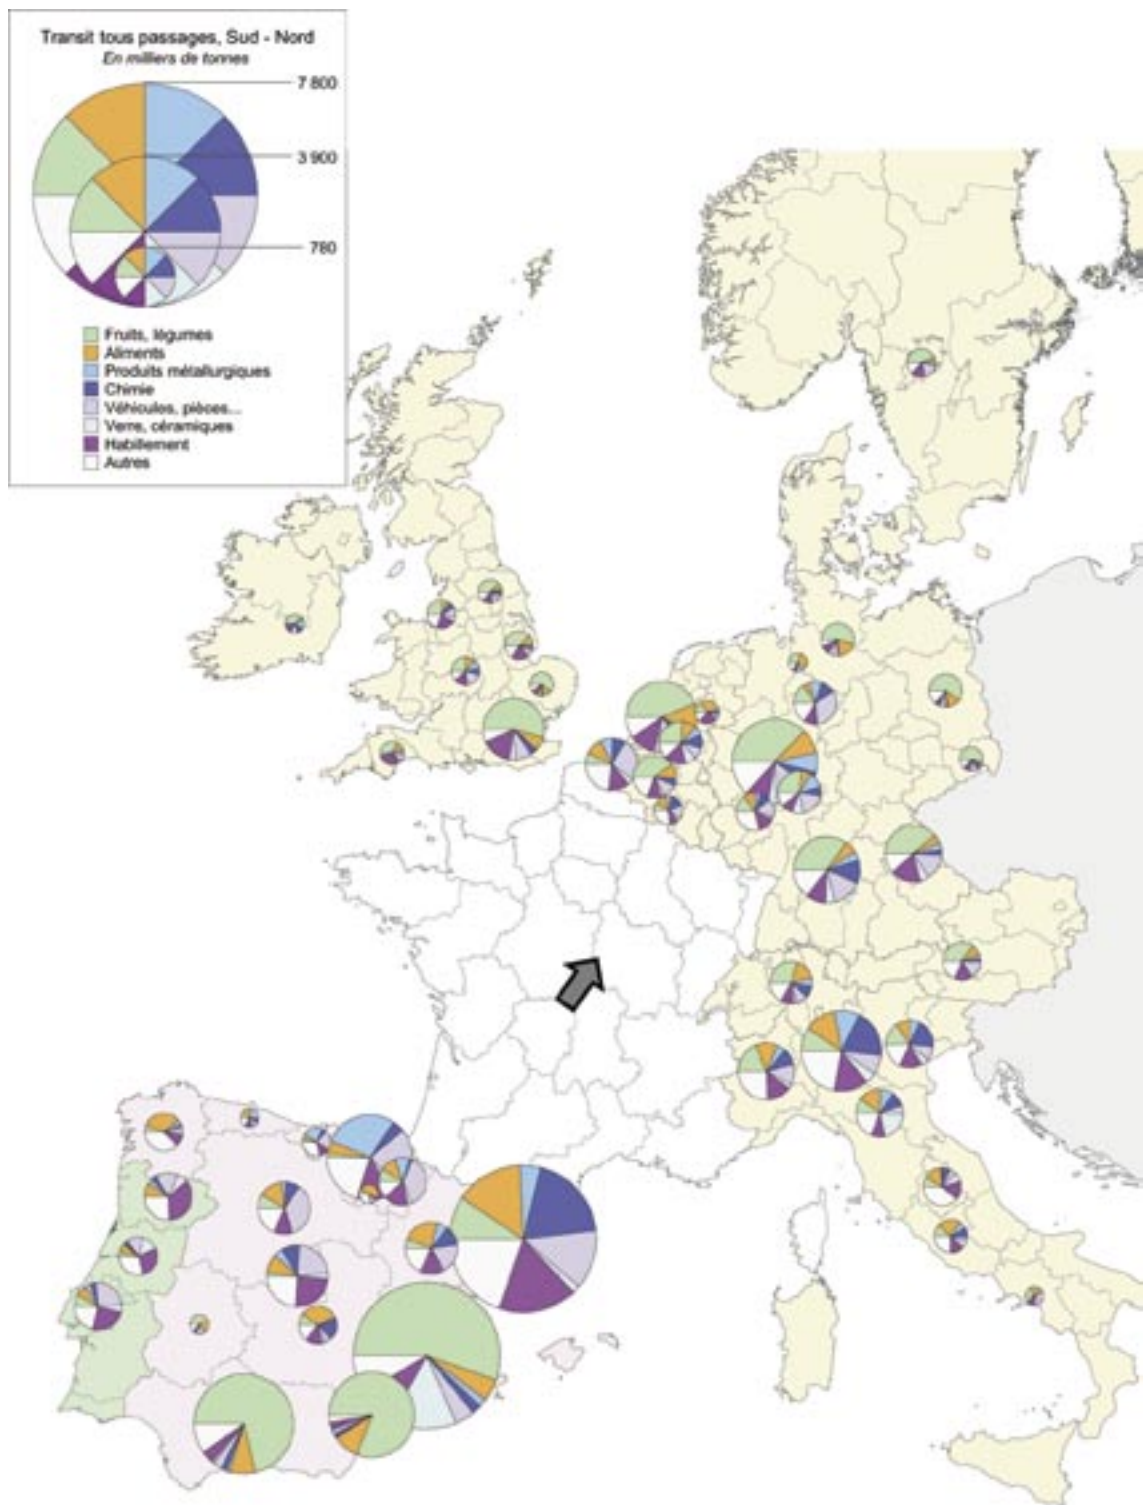 Transit tous passages, Sud - Nord
En milliers de tonnes
7 800
3 900
780
Fruits, légumes
Aliments
Produits métallurgiques
Chimie
Véhicules, pièces...
Verre, céramiques
Habillement
Autres